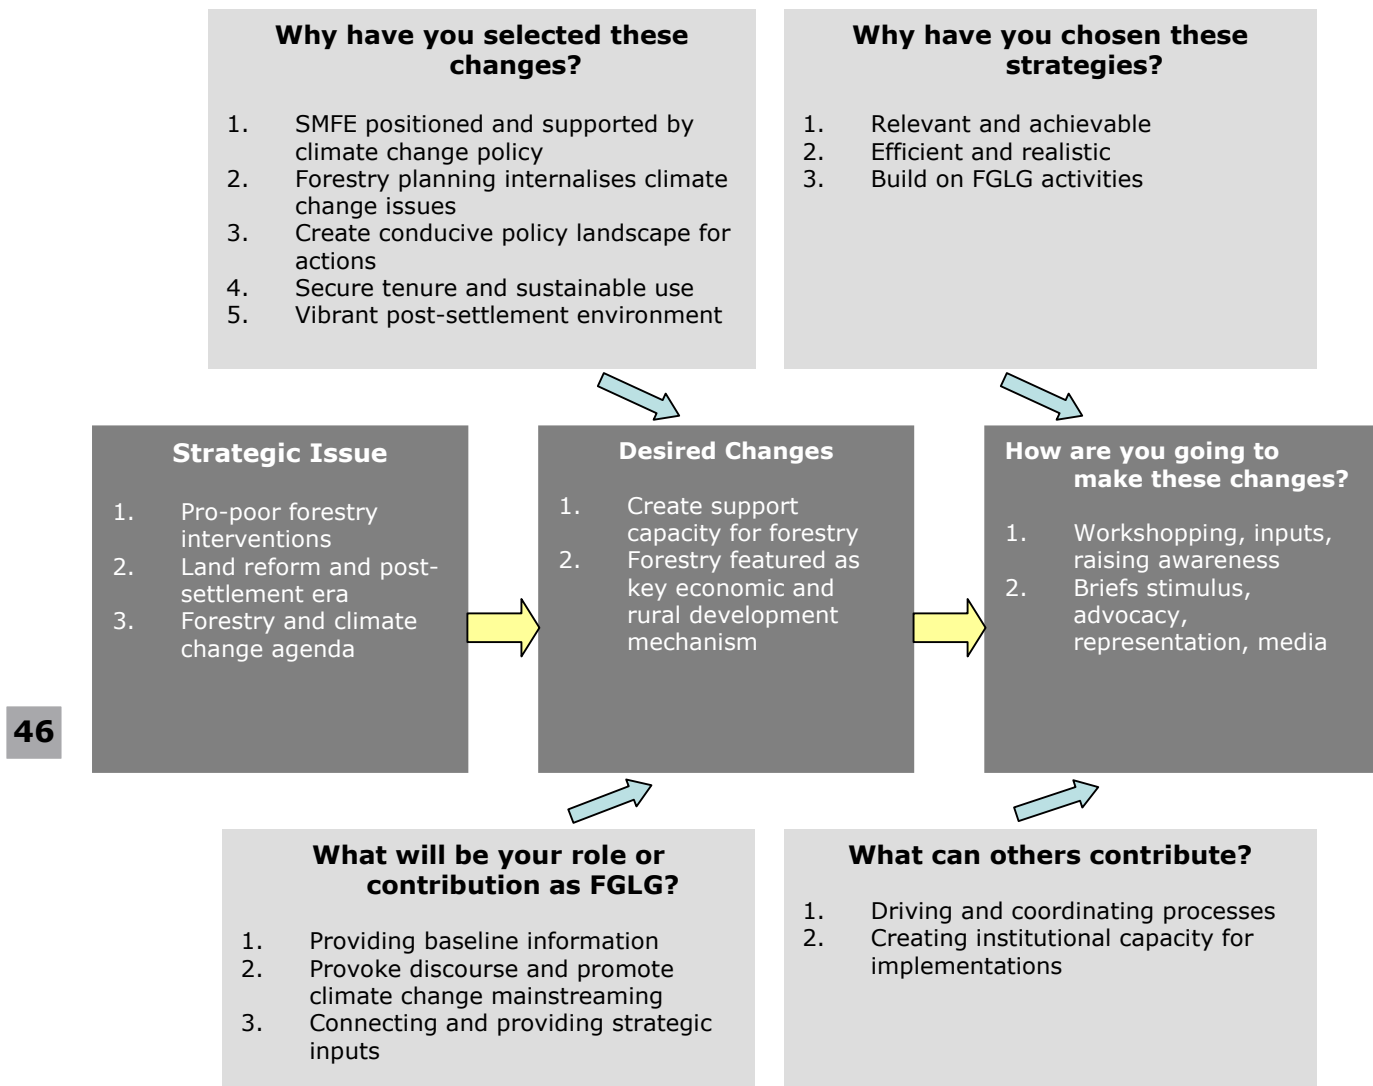 Why have you selected these
changes?
1. SMFE positioned and supported by
climate change policy
2. Forestry planning internalises climate
change issues
3. Create conducive policy landscape for
actions
4. Secure tenure and sustainable use
5. Vibrant post-settlement environment
Why have you chosen these
strategies?
1. Relevant and achievable
2. Efficient and realistic
3. Build on FGLG activities
Strategic Issue
1. Pro-poor forestry
interventions
2. Land reform and post-
settlement era
3. Forestry and climate
change agenda
Desired Changes
1. Create support
capacity for forestry
2. Forestry featured as
key economic and
rural development
mechanism
How are you going to
make these changes?
1. Workshopping, inputs,
raising awareness
2. Briefs stimulus,
advocacy,
representation, media
46
What will be your role or
contribution as FGLG?
1. Providing baseline information
2. Provoke discourse and promote
climate change mainstreaming
3. Connecting and providing strategic
inputs
What can others contribute?
1. Driving and coordinating processes
2. Creating institutional capacity for
implementations